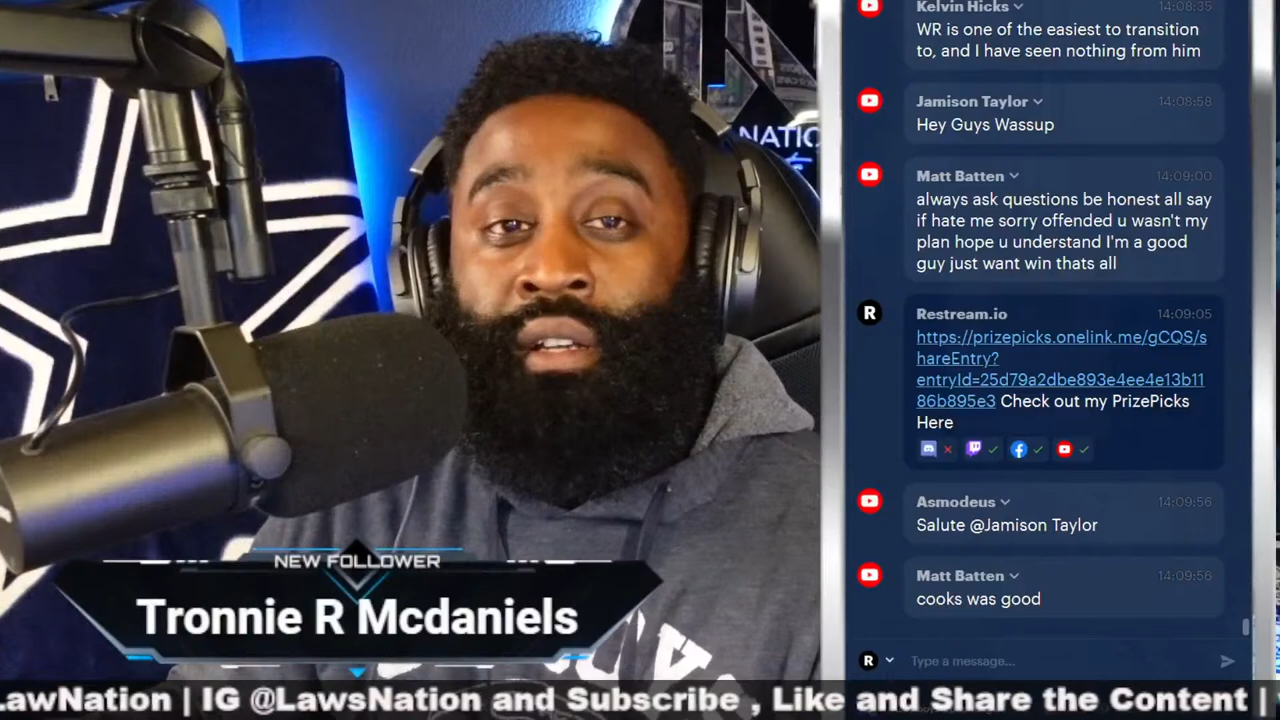 NATIO
NEW FOLLOWER
Tronnie R Mcdaniels
Kelvin Hicks 14:08:35
WR is one of the easiest to transition
to, and I have seen nothing from him
Jamison Taylor 14:08:58
Hey Guys Wassup
Matt Batten 14:09:00
always ask questions be honest all say
if hate me sorry offended u wasn't my
plan hope u understand I'm a good
guy just want win thats all
R Restream.io 14:09:05
https://prizepicks.onelink.me/gCQS/s
hareEntry?
entryId=25d79a2dbe893e4ee4e13b11
86b895e3 Check out my PrizePicks
Here
Asmodeus 14:09:56
Salute @Jamison Taylor
Matt Batten 14:09:56
cooks was good
R Type a message...
LawNation | IG @LawsNation and Subscribe , Like and Share the Content |